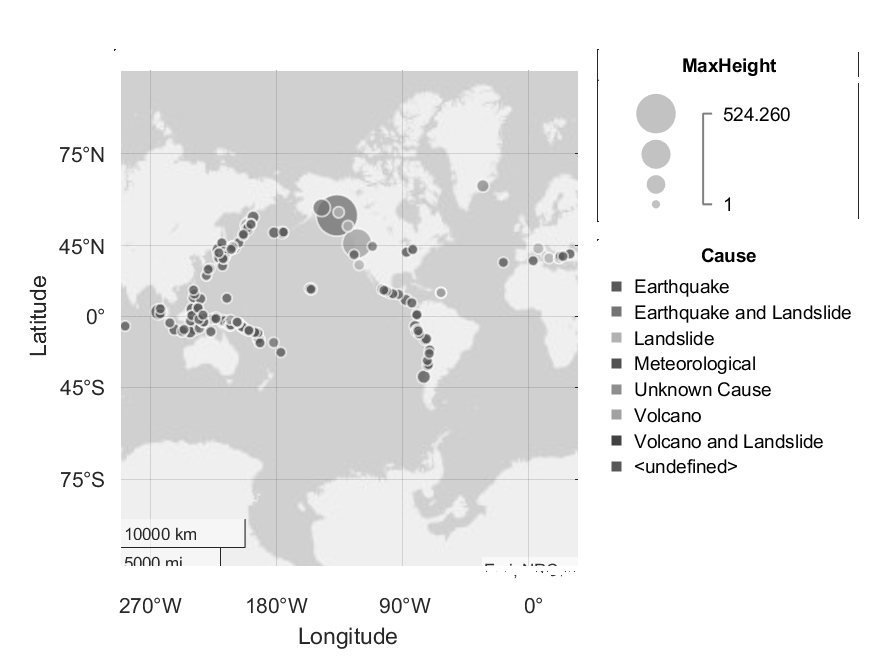 MaxHeight
524.260
1
Cause
Earthquake
Earthquake and Landslide
Landslide
Meteorological
Unknown Cause
Volcano
Volcano and Landslide
<undefined>
75°N
45°N
0°
45°S
75°S
Latitude
10000 km
5000 mi
270°W 180°W 90°W 0°
Longitude